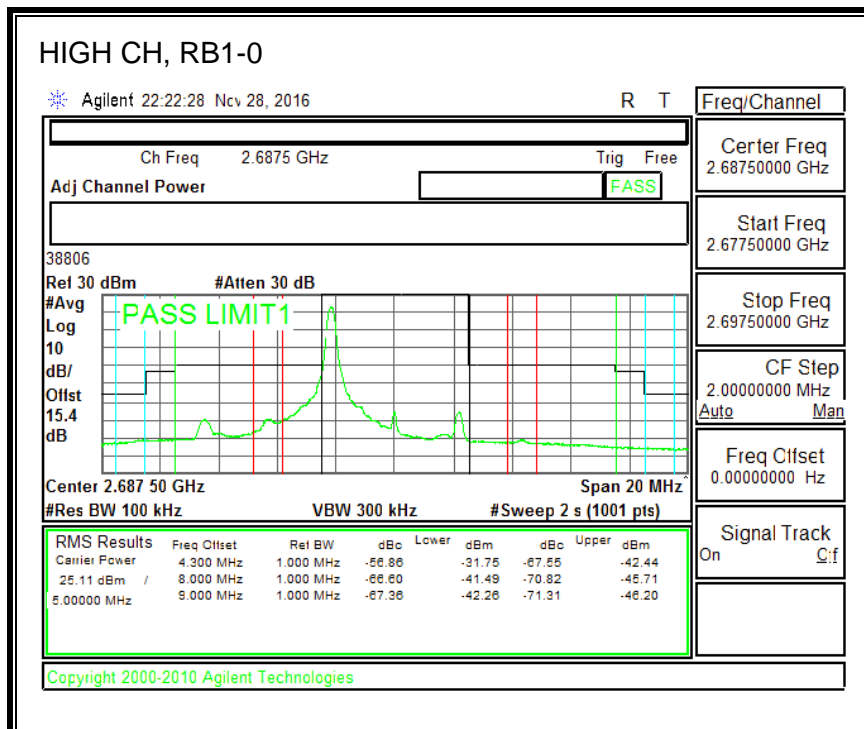 HIGH CH, RB1-0
Agilent 22:22:28 Nov 28, 2016 R T
Ch Freq 2.6875 GHz Trig Free
Adj Channel Power PASS
38806
Ref 30 dBm #Atten 30 dB
#Avg
Log
10
dB/
Offst
15.4
dB
PASS LIMIT1
Center 2.687 50 GHz Span 20 MHz
#Res BW 100 kHz VBW 300 kHz #Sweep 2 s (1001 pts)
RMS Results Freq Offset Ref BW dBc Lower dBm dBc Upper dBm
Carrier Power 4.300 MHz 1.000 MHz -56.86 -31.75 -67.55 -42.44
25.11 dBm / 8.000 MHz 1.000 MHz -66.60 -41.49 -70.82 -45.71
5.00000 MHz 9.000 MHz 1.000 MHz -67.36 -42.26 -71.31 -46.20
Copyright 2000-2010 Agilent Technologies
Freq/Channel
Center Freq
2.68750000 GHz
Start Freq
2.67750000 GHz
Stop Freq
2.69750000 GHz
CF Step
2.00000000 MHz
Auto Man
Freq Offset
0.00000000 Hz
Signal Track
On Off